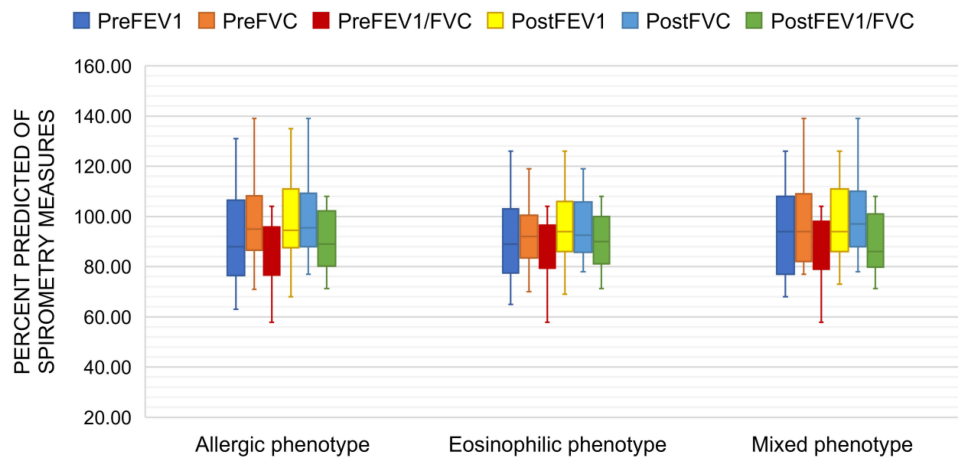 PreFEV1 PreFVC PreFEV1/FVC PostFEV1 PostFVC PostFEV1/FVC
PERCENT PREDICTED OF
SPIROMETRY MEASURES
160.00
140.00
120.00
100.00
80.00
60.00
40.00
20.00
Allergic phenotype Eosinophilic phenotype Mixed phenotype